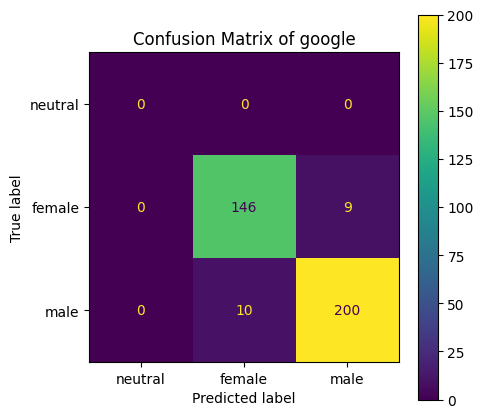 Confusion Matrix of google
True label
neutral
female
male
0 0 0
0 146 9
0 10 200
neutral female male
Predicted label
200
175
150
125
100
75
50
25
0